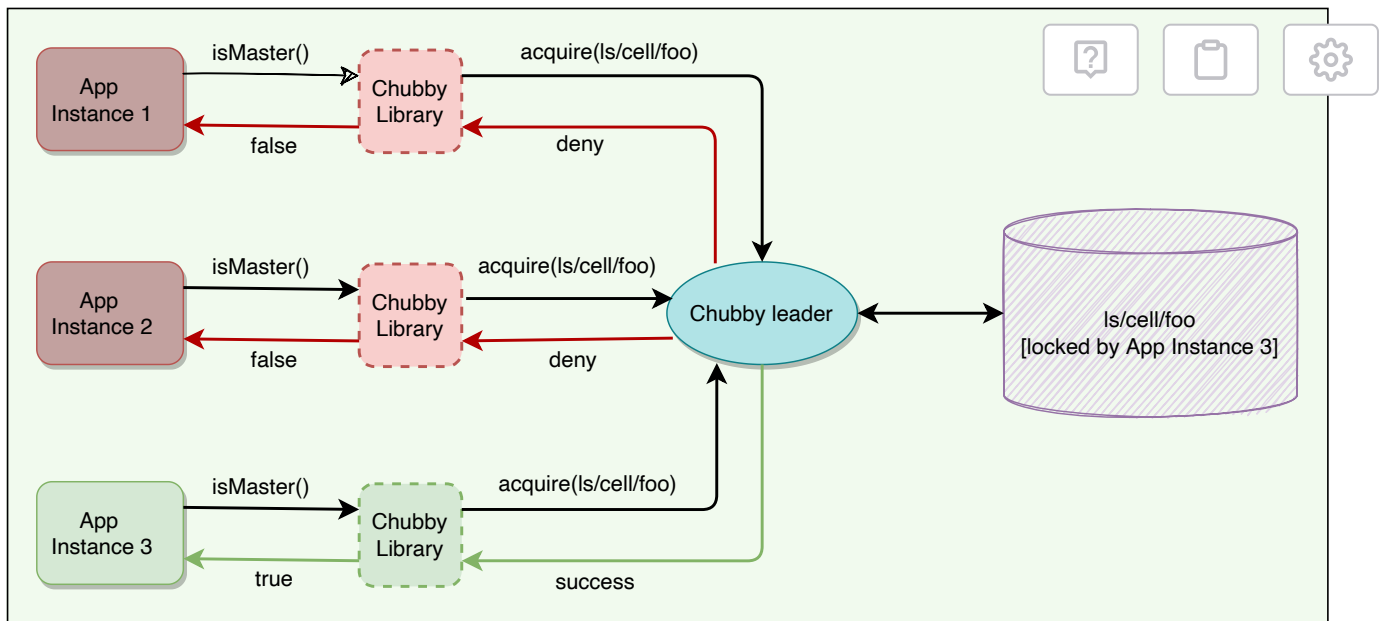 isMaster()
acquire(ls/cell/foo)
App
Instance 1
Chubby
Library
false
deny
?
isMaster()
acquire(ls/cell/foo)
App
Instance 2
Chubby
Library
Chubby leader
ls/cell/foo
[locked by App Instance 3]
false
deny
isMaster()
acquire(ls/cell/foo)
App
Instance 3
Chubby
Library
true
success